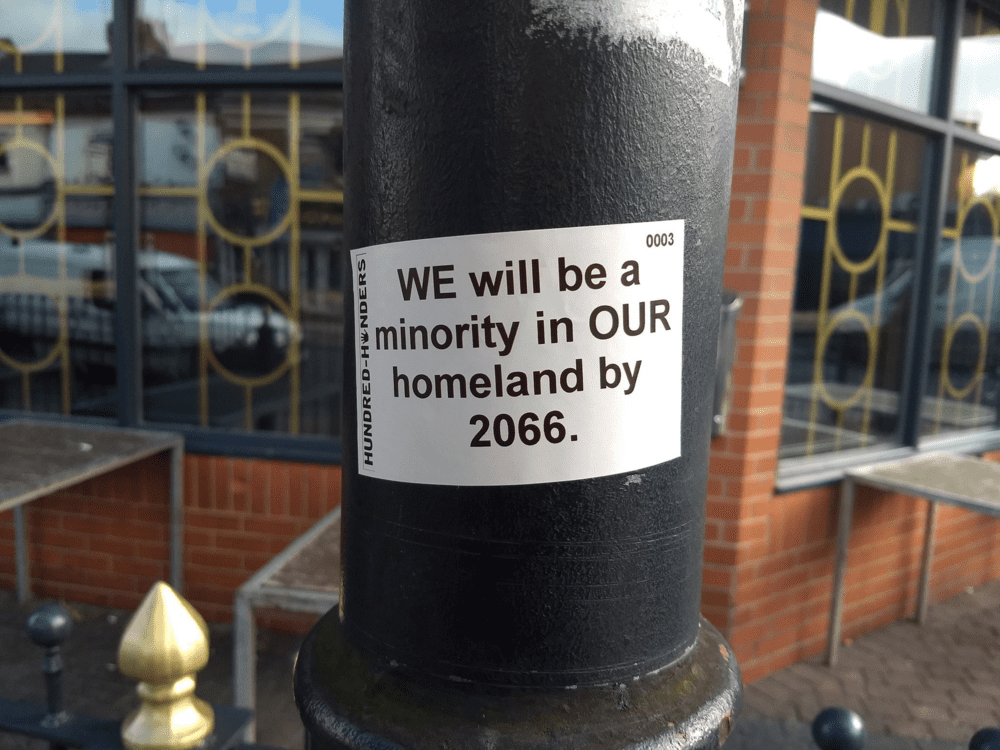 0003
WE will be a
minority in OUR
homeland by
2066.
HUNDRED-HANDERS